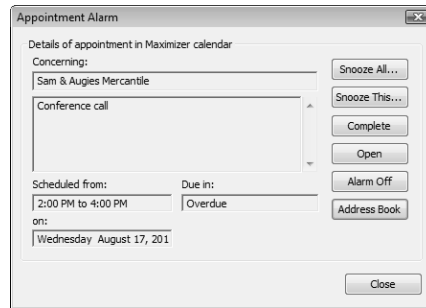 Appointment Alarm
Details of appointment in Maximizer calendar
Concerning:
Sam & Augies Mercantile
Conference call
Scheduled from:
Due in:
2:00 PM to 4:00 PM
Overdue
on:
Wednesday August 17, 201
Snooze All...
Snooze This...
Complete
Open
Alarm Off
Address Book
Close